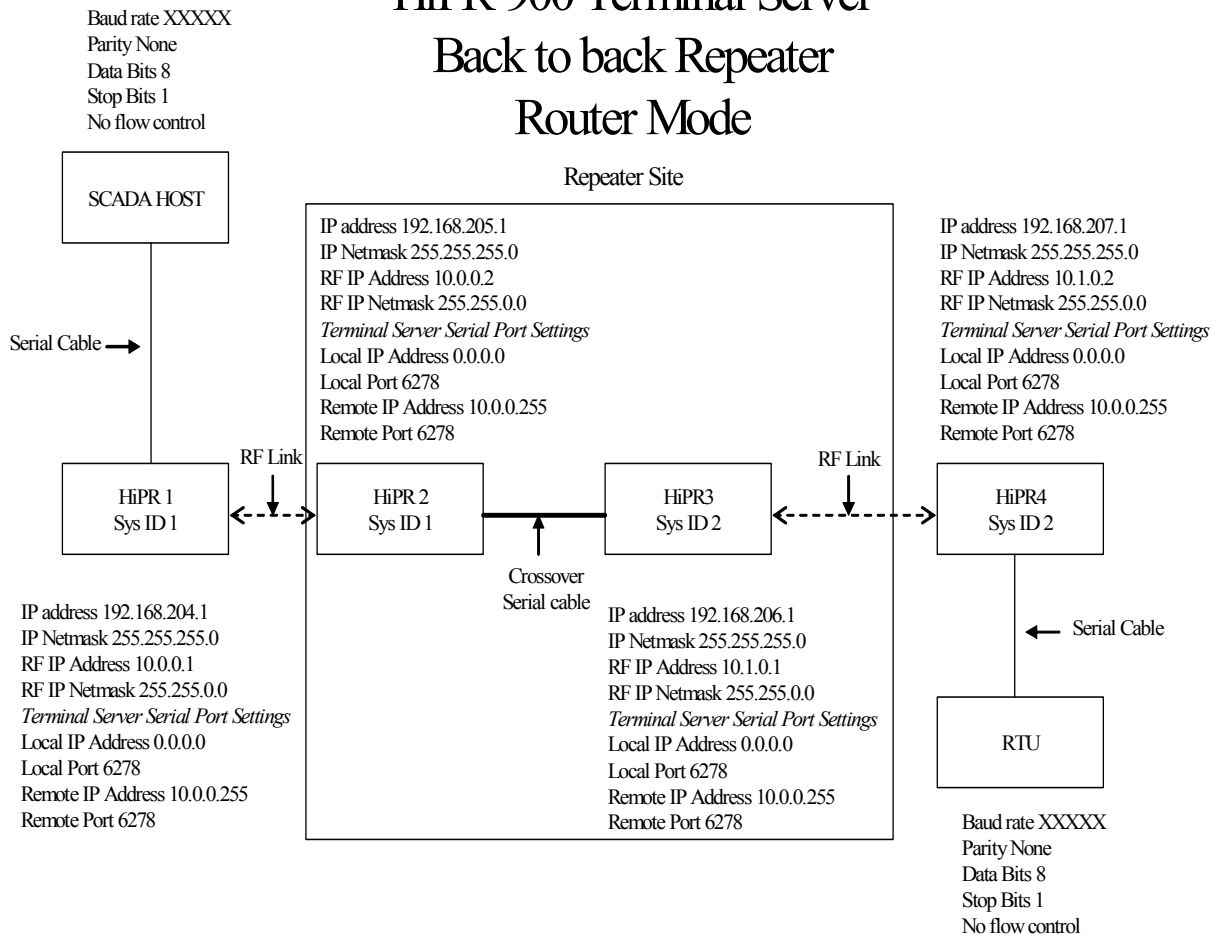 HiPR 900 Terminal Server
Back to back Repeater
Router Mode
Baud rate XXXXX
Parity None
Data Bits 8
Stop Bits 1
No flow control
SCADA HOST
Serial Cable
Repeater Site
IP address 192.168.205.1
IP Netmask 255.255.255.0
RF IP Address 10.0.0.2
RF IP Netmask 255.255.0.0
Terminal Server Serial Port Settings
Local IP Address 0.0.0.0
Local Port 6278
Remote IP Address 10.0.0.255
Remote Port 6278
IP address 192.168.207.1
IP Netmask 255.255.255.0
RF IP Address 10.1.0.2
RF IP Netmask 255.255.0.0
Terminal Server Serial Port Settings
Local IP Address 0.0.0.0
Local Port 6278
Remote IP Address 10.0.0.255
Remote Port 6278
HiPR 1
Sys ID 1
RF Link
HiPR 2
Sys ID 1
Crossover
Serial cable
HiPR3
Sys ID 2
RF Link
HiPR4
Sys ID 2
IP address 192.168.204.1
IP Netmask 255.255.255.0
RF IP Address 10.0.0.1
RF IP Netmask 255.255.0.0
Terminal Server Serial Port Settings
Local IP Address 0.0.0.0
Local Port 6278
Remote IP Address 10.0.0.255
Remote Port 6278
IP address 192.168.206.1
IP Netmask 255.255.255.0
RF IP Address 10.1.0.1
RF IP Netmask 255.255.0.0
Terminal Server Serial Port Settings
Local IP Address 0.0.0.0
Local Port 6278
Remote IP Address 10.0.0.255
Remote Port 6278
Serial Cable
RTU
Baud rate XXXXX
Parity None
Data Bits 8
Stop Bits 1
No flow control